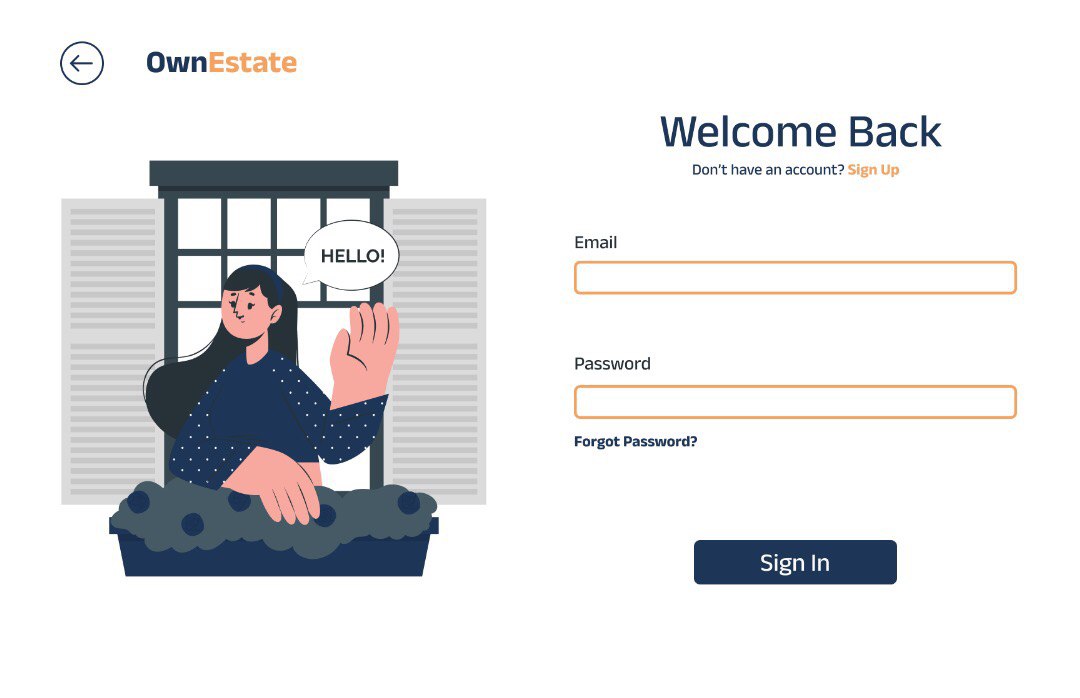 OwnEstate
HELLO!
Welcome Back
Don’t have an account? Sign Up
Email
Password
Forgot Password?
Sign In